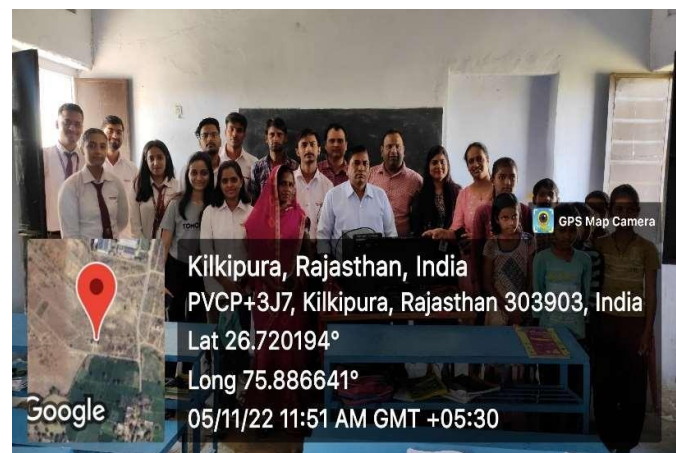 GPS Map Camera
Kilkipura, Rajasthan, India
PVCP+3J7, Kilkipura, Rajasthan 303903, India
Lat 26.720194°
Long 75.886641°
05/11/22 11:51 AM GMT +05:30
Google